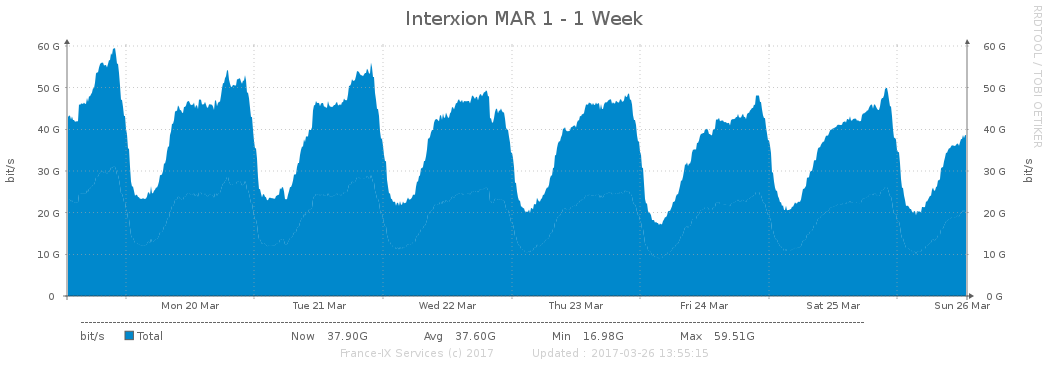 Interxion MAR 1 - 1 Week
RRDTOOL / TOBI OETIKER
60 G 60 G
50 G 50 G
40 G 40 G
30 G 30 G
20 G 20 G
10 G 10 G
0 0 G
bit/s
bit/s
Mon 20 Mar Tue 21 Mar Wed 22 Mar Thu 23 Mar Fri 24 Mar Sat 25 Mar Sun 26 Mar
bit/s Total Now 37.90G Avg 37.60G Min 16.98G Max 59.51G
France-IX Services (c) 2017 Updated : 2017-03-26 13:55:15